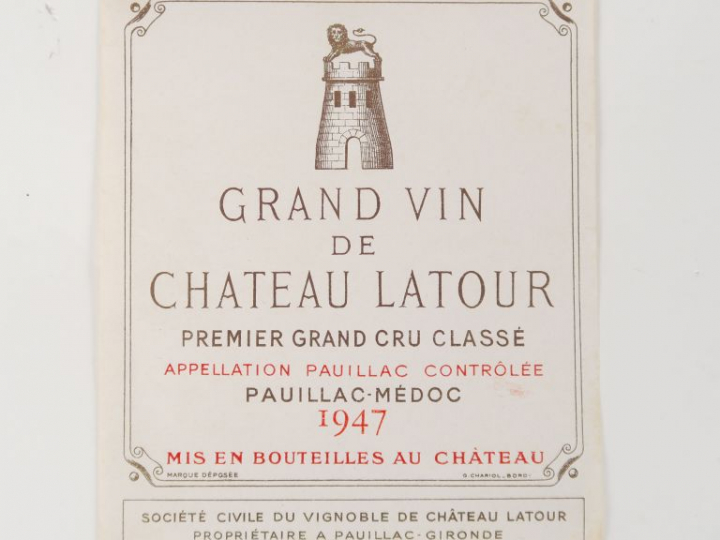 GRAND VIN
DE
CHATEAU LATOUR
PREMIER GRAND CRU CLASSÉ
APPELLATION PAUILLAC CONTRÔLÉE
PAUILLAC-MÉDOC
1947
MIS EN BOUTEILLES AU CHÂTEAU
MARQUE DÉPOSÉE G. CHARIOL_BORD^X
SOCIÉTÉ CIVILE DU VIGNOBLE DE CHÂTEAU LATOUR
PROPRIÉTAIRE A PAUILLAC-GIRONDE